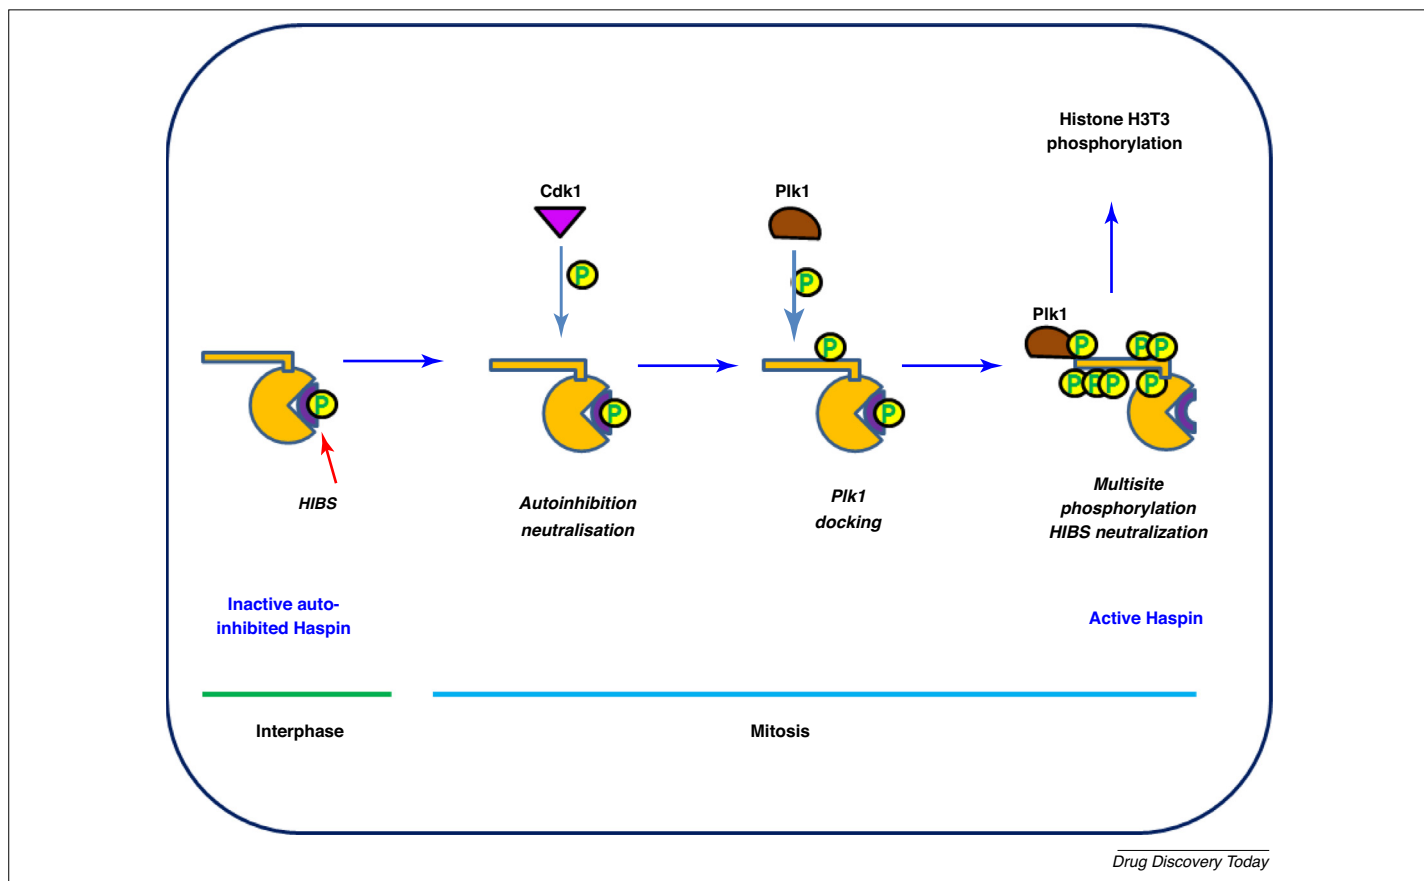 Histone H3T3
phosphorylation
Cdk1
Plk1
P
P
Plk1
P
P
P
P
P
P
P
P
P
P
P
P
HIBS
Autoinhibition
neutralisation
Plk1
docking
Multisite
phosphorylation
HIBS neutralization
Inactive auto-
inhibited Haspin
Active Haspin
Interphase
Mitosis
Drug Discovery Today